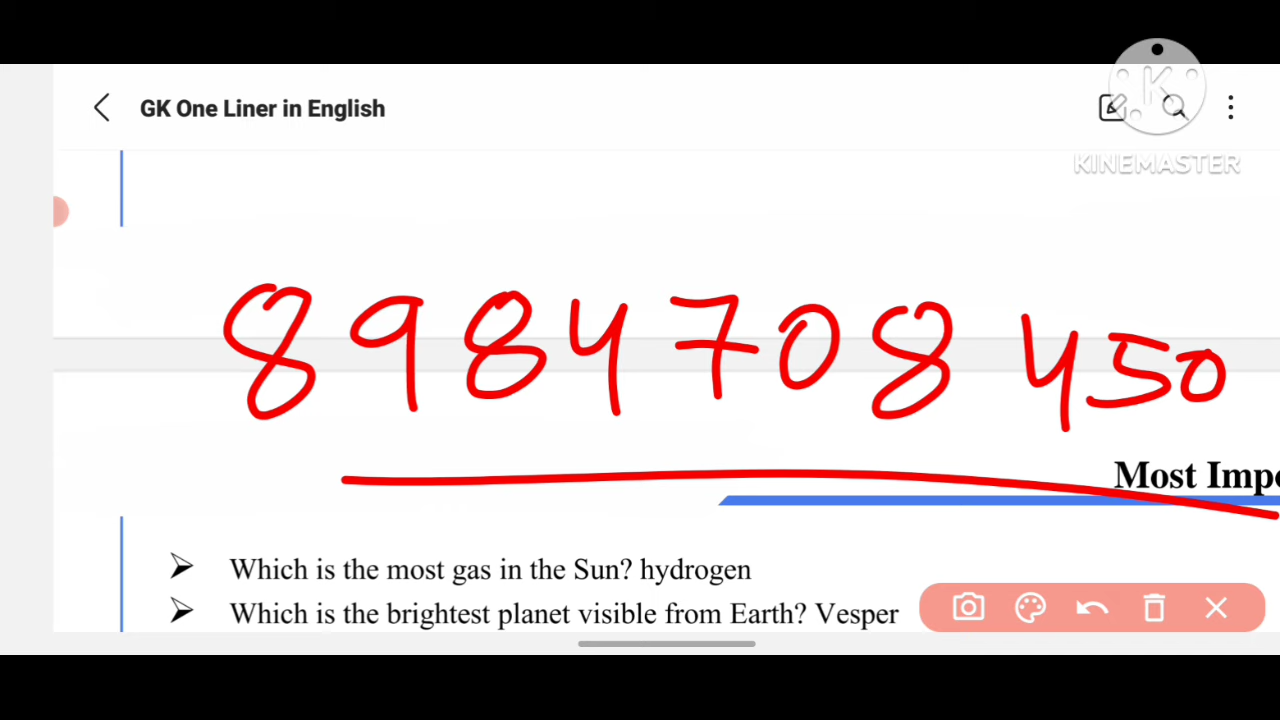 GK One Liner in English
KINEMASTER
8984708450
Most Impo
Which is the most gas in the Sun? hydrogen
Which is the brightest planet visible from Earth? Vesper